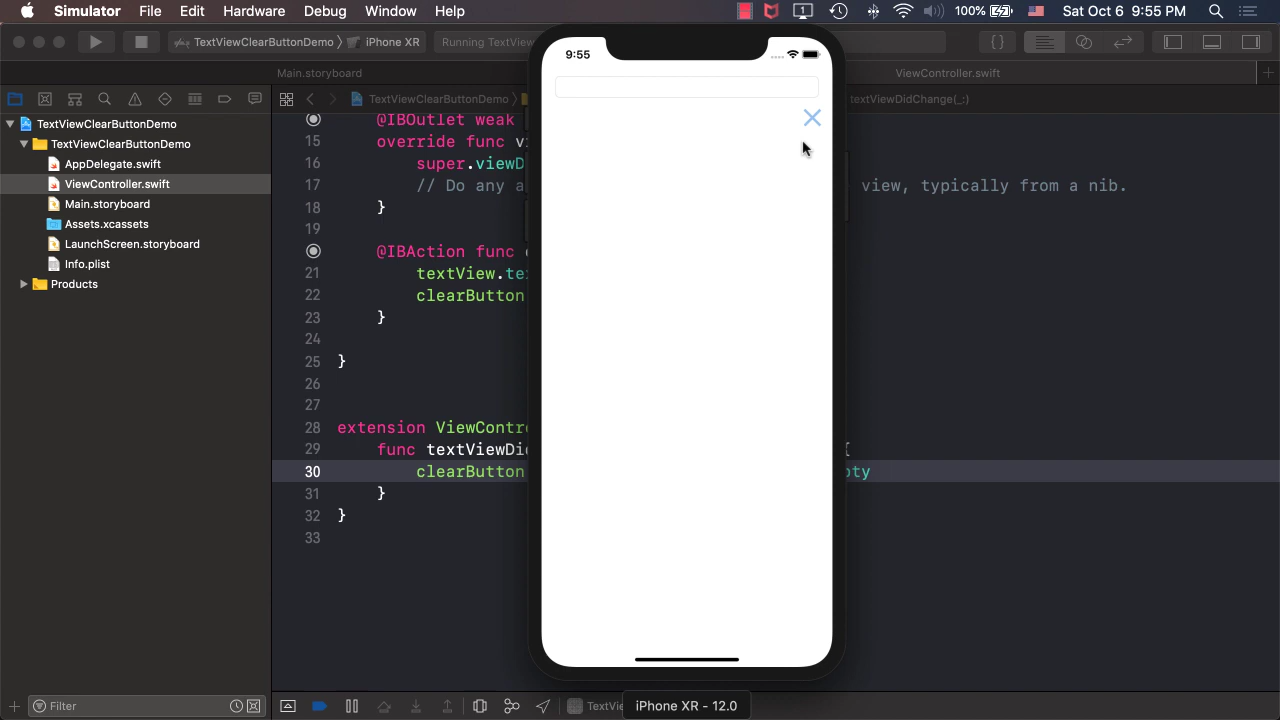 Simulator File Edit Hardware Debug Window Help 1 100% Sat Oct 6 9:55 PM
TextViewClearButtonDemo 〉 iPhone XR Running TextView
Main.storyboard ViewController.swift
TextViewClearButtonDemo 〉 textViewDidChange(_:)
9:55
TextViewClearButtonDemo
TextViewClearButtonDemo
AppDelegate.swift
ViewController.swift
Main.storyboard
Assets.xcassets
LaunchScreen.storyboard
Info.plist
Products
@IBOutlet weak
15 override func vi
16 super.viewD
17 // Do any a view, typically from a nib.
18 }
19
@IBAction func
21 textView.te
22 clearButton
23 }
24
25 }
26
27
28 extension ViewContr
29 func textViewDi {
30 clearButton pty
31 }
32 }
33
Filter
TextVie
iPhone XR - 12.0